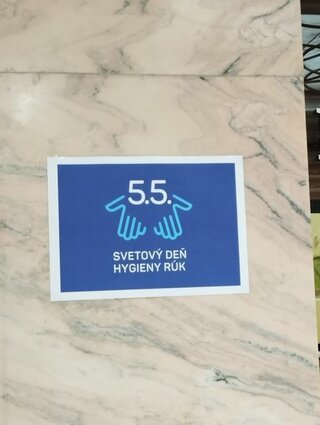 5.5.
SVETOVÝ DEŇ
HYGIENY RÚK